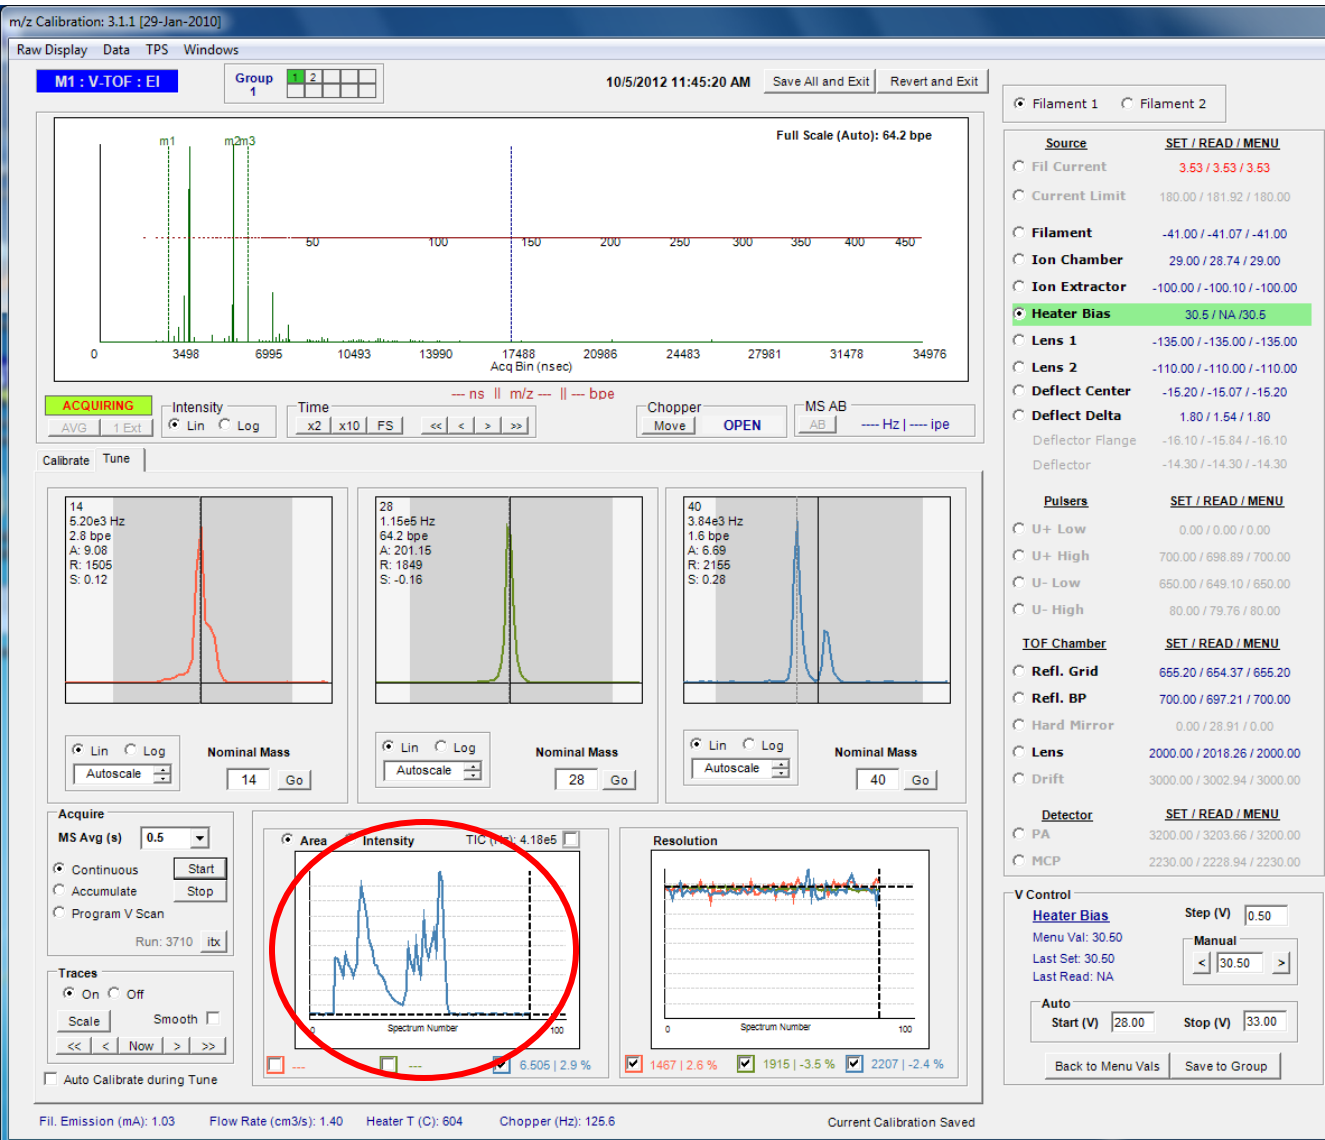 m/z Calibration: 3.1.1 [29-Jan-2010]
Raw Display Data TPS Windows
M1 : V-TOF : EI
Group
1
1 2
10/5/2012 11:45:20 AM
Save All and Exit
Revert and Exit
Full Scale (Auto): 64.2 bpe
m1 m2 m3
50 100 150 200 250 300 350 400 450
0 3498 6995 10493 13990 17488 20986 24483 27981 31478 34976
Acq Bin (nsec)
--- ns || m/z --- || --- bpe
ACQUIRING
AVG 1 Ext
Intensity
Lin Log
Time
x2 x10 FS << < > >>
Chopper
Move OPEN
MS AB
AB ---- Hz | ---- ipe
Calibrate Tune
14
5.20e3 Hz
2.8 bpe
A: 9.08
R: 1505
S: 0.12
Lin Log
Autoscale
Nominal Mass
14 Go
28
1.15e5 Hz
64.2 bpe
A: 201.15
R: 1849
S: -0.16
Lin Log
Autoscale
Nominal Mass
28 Go
40
3.84e3 Hz
1.6 bpe
A: 6.69
R: 2155
S: 0.28
Lin Log
Autoscale
Nominal Mass
40 Go
Acquire
MS Avg (s) 0.5
Continuous Start
Accumulate Stop
Program V Scan
Run: 3710 itx
Traces
On Off
Scale Smooth
<< < Now > >>
Auto Calibrate during Tune
Area Intensity TIC (Hz): 4.18e5
0 Spectrum Number 100
--- --- 6.505 | 2.9 %
Resolution
0 Spectrum Number 100
1467 | 2.6 % 1915 | -3.5 % 2207 | -2.4 %
Fil. Emission (mA): 1.03 Flow Rate (cm3/s): 1.40 Heater T (C): 604 Chopper (Hz): 125.6 Current Calibration Saved
Filament 1 Filament 2
Source SET / READ / MENU
Fil Current 3.53 / 3.53 / 3.53
Current Limit 180.00 / 181.92 / 180.00
Filament -41.00 / -41.07 / -41.00
Ion Chamber 29.00 / 28.74 / 29.00
Ion Extractor -100.00 / -100.10 / -100.00
Heater Bias 30.5 / NA /30.5
Lens 1 -135.00 / -135.00 / -135.00
Lens 2 -110.00 / -110.00 / -110.00
Deflect Center -15.20 / -15.07 / -15.20
Deflect Delta 1.80 / 1.54 / 1.80
Deflector Flange -16.10 / -15.84 / -16.10
Deflector -14.30 / -14.30 / -14.30
Pulsers SET / READ / MENU
U+ Low 0.00 / 0.00 / 0.00
U+ High 700.00 / 698.89 / 700.00
U- Low 650.00 / 649.10 / 650.00
U- High 80.00 / 79.76 / 80.00
TOF Chamber SET / READ / MENU
Refl. Grid 655.20 / 654.37 / 655.20
Refl. BP 700.00 / 697.21 / 700.00
Hard Mirror 0.00 / 28.91 / 0.00
Lens 2000.00 / 2018.26 / 2000.00
Drift 3000.00 / 3002.94 / 3000.00
Detector SET / READ / MENU
PA 3200.00 / 3203.66 / 3200.00
MCP 2230.00 / 2228.94 / 2230.00
V Control
Heater Bias Step (V) 0.50
Menu Val: 30.50
Last Set: 30.50
Last Read: NA
Manual
< 30.50 >
Auto
Start (V) 28.00 Stop (V) 33.00
Back to Menu Vals Save to Group